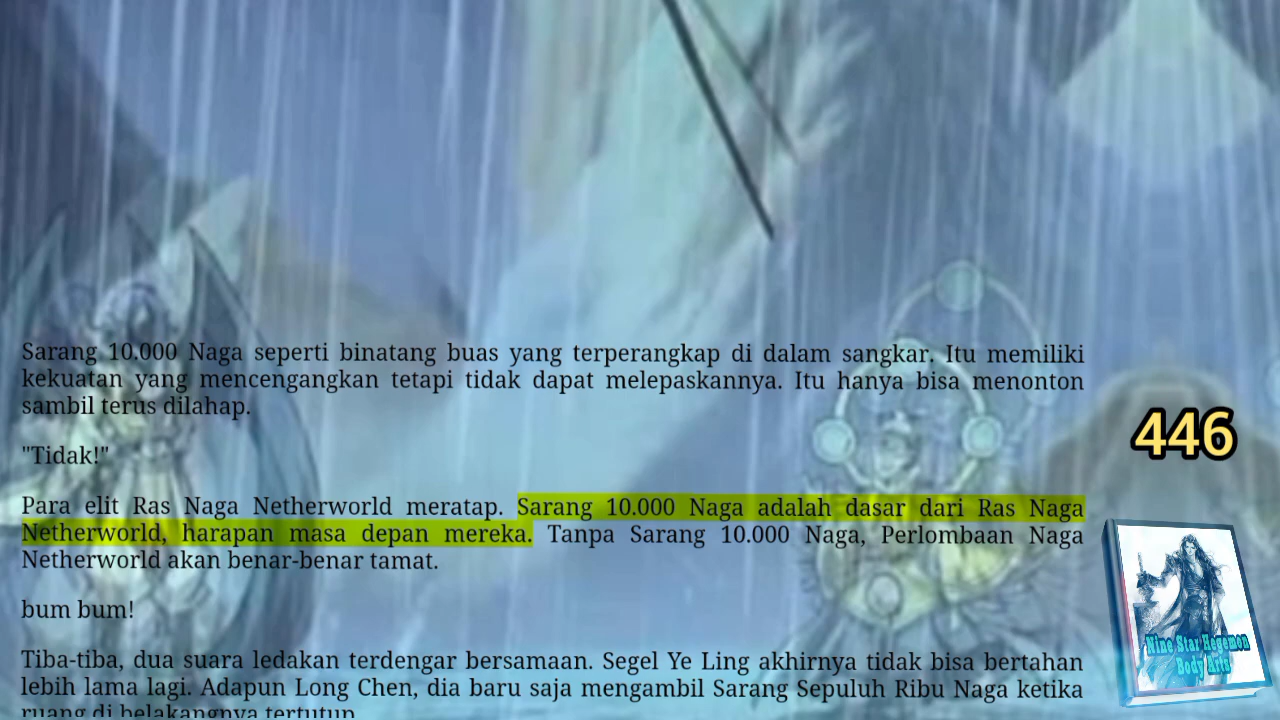 Sarang 10.000 Naga seperti binatang buas yang terperangkap di dalam sangkar. Itu memiliki
kekuatan yang mencengangkan tetapi tidak dapat melepaskannya. Itu hanya bisa menonton
sambil terus dilahap.
"Tidak!"
Para elit Ras Naga Netherworld meratap. Sarang 10.000 Naga adalah dasar dari Ras Naga
Netherworld, harapan masa depan mereka. Tanpa Sarang 10.000 Naga, Perlombaan Naga
Netherworld akan benar-benar tamat.
bum bum!
Tiba-tiba, dua suara ledakan terdengar bersamaan. Segel Ye Ling akhirnya tidak bisa bertahan
lebih lama lagi. Adapun Long Chen, dia baru saja mengambil Sarang Sepuluh Ribu Naga ketika
ruang di belakangnya tertutup.
446
Nine Star Hegemon
Body Arts